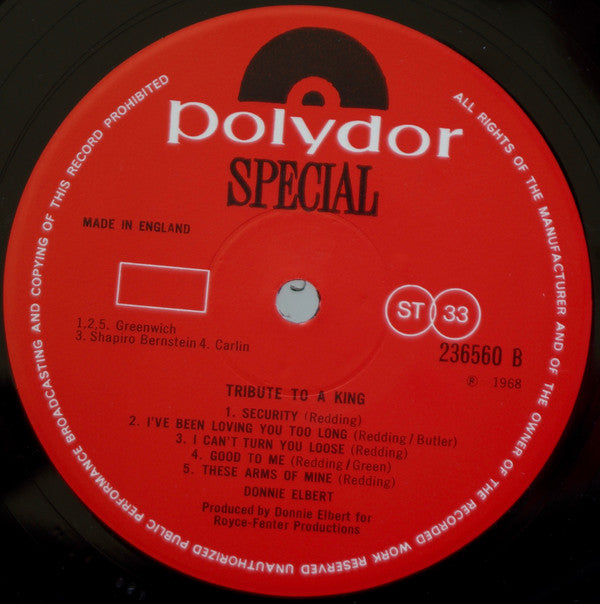 polydor
SPECIAL
MADE IN ENGLAND
1.2.5. Greenwich
3. Shapiro Bernstein 4. Carlin
ST 33
236560 B
℗ 1968
TRIBUTE TO A KING
1. SECURITY (Redding)
2. I'VE BEEN LOVING YOU TOO LONG (Redding/Butler)
3. I CAN'T TURN YOU LOOSE (Redding)
4. GOOD TO ME (Redding/Green)
5. THESE ARMS OF MINE (Redding)
DONNIE ELBERT
Produced by Donnie Elbert for
Royce-Fenter Productions
ALL RIGHTS OF THE MANUFACTURER AND OF THE OWNER OF THE RECORDED WORK RESERVED UNAUTHORIZED PUBLIC PERFORMANCE BROADCASTING AND COPYING OF THIS RECORD PROHIBITED